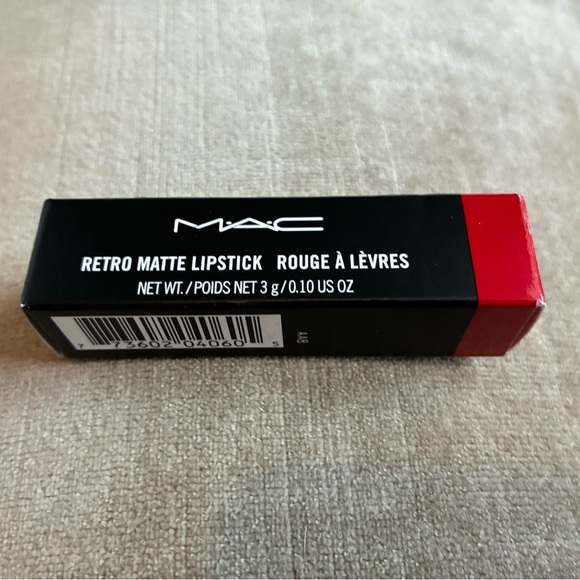 M·A·C
RETRO MATTE LIPSTICK ROUGE À LÈVRES
NET WT./POIDS NET 3 g/0.10 US OZ
7 73602 04060 5